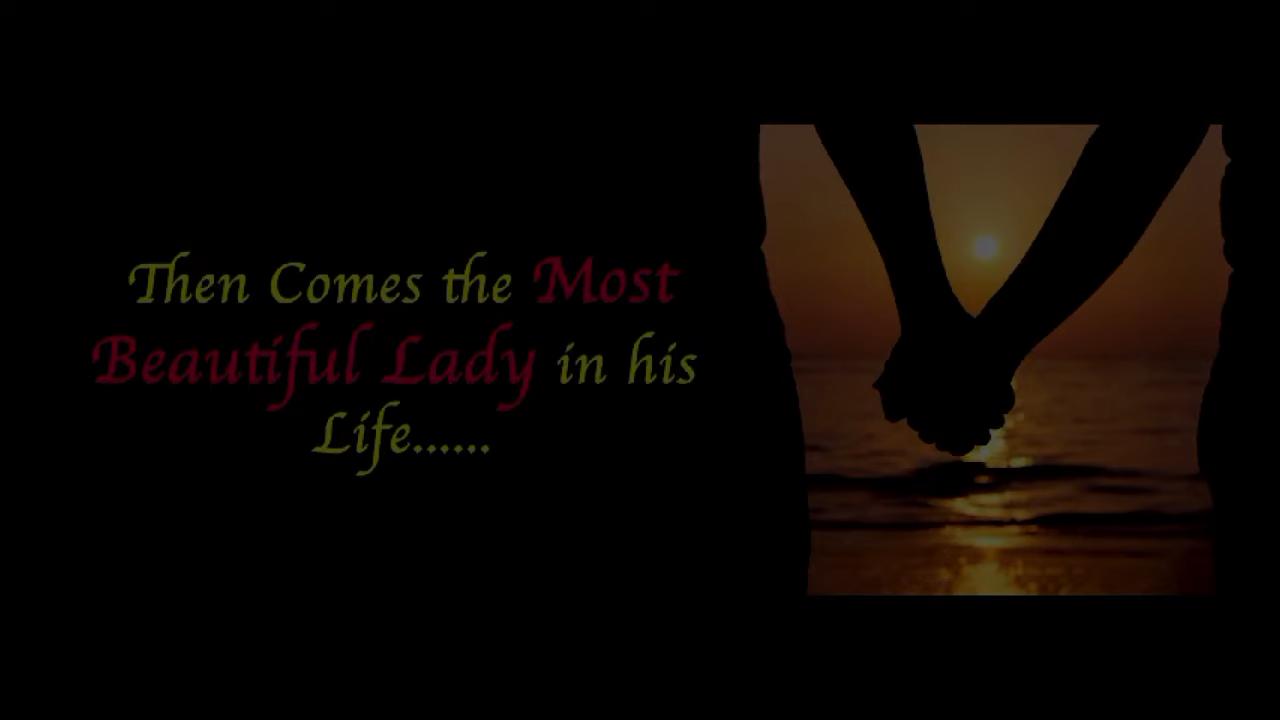 Then Comes the Most
Beautiful Lady in his
Life......